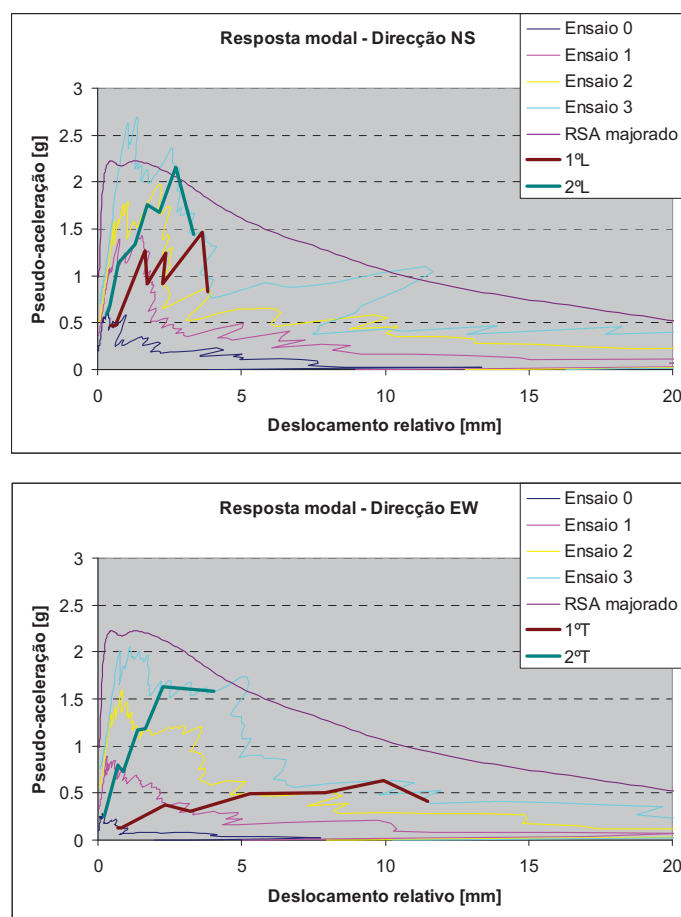 Resposta modal - Direcção NS
Ensaio 0
Ensaio 1
Ensaio 2
Ensaio 3
RSA majorado
1ºL
2ºL
Pseudo-aceleração [g]
3
2.5
2
1.5
1
0.5
0
0 5 10 15 20
Deslocamento relativo [mm]
Resposta modal - Direcção EW
Ensaio 0
Ensaio 1
Ensaio 2
Ensaio 3
RSA majorado
1ºT
2ºT
Pseudo-aceleração [g]
3
2.5
2
1.5
1
0.5
0
0 5 10 15 20
Deslocamento relativo [mm]